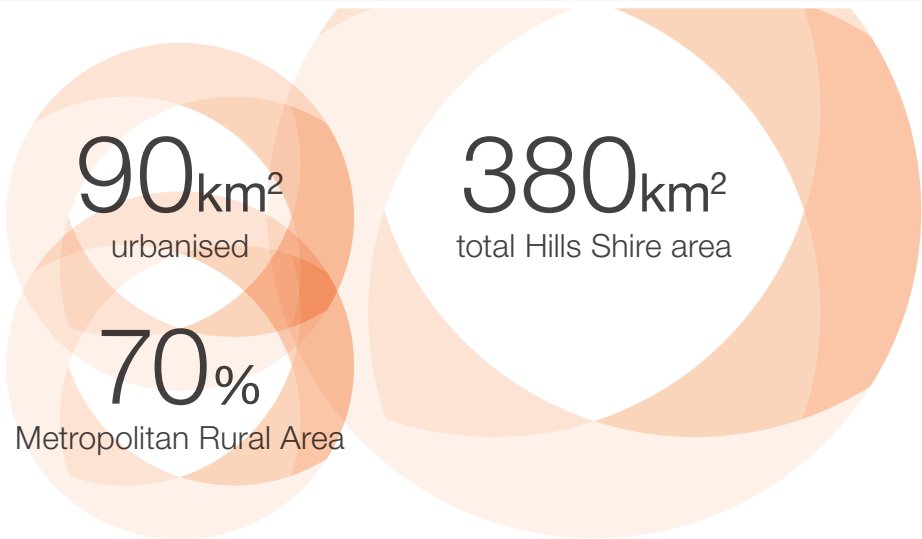 90km²
urbanised
70%
Metropolitan Rural Area
380km²
total Hills Shire area